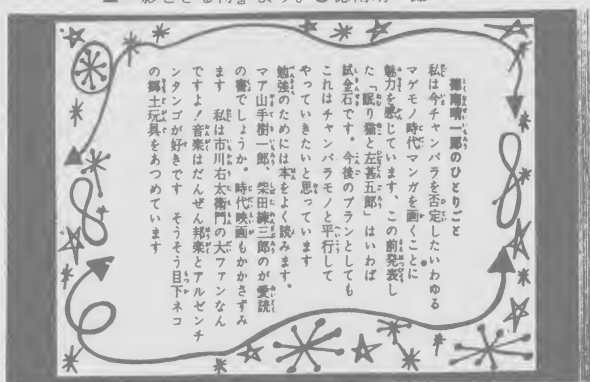 徳南晴一郎のひとりごと
私は今チャンバラを否定したいわゆる
マゲモノ時代マンガを画くことに
魅力を感じています、この前発表し
た「眠り猫と左甚五郎」はいわば
試金石です。今後のプランとしても
これはチャンバラモノと平行して
やっていきたいと思っています
勉強のためには本をよく読みます。
マア山手樹一郎、柴田練三郎のが愛読
の書でしょうか。時代映画もかかさずみ
ます　私は市川右太衛門の大ファンなん
ですよ！音楽はだんぜん邦楽とアルゼンチ
ンタンゴが好きです　そうそう目下ネコ
の郷土玩具をあつめています